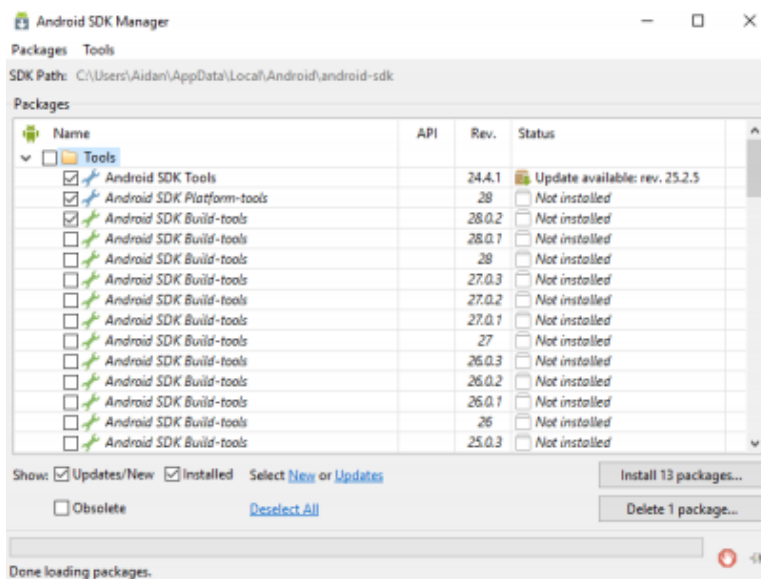 Android SDK Manager
Packages Tools
SDK Path: C:\Users\Aidan\AppData\Local\Android\android-sdk
Packages
Name API Rev. Status
Tools
Android SDK Tools 24.4.1 Update available: rev. 25.2.5
Android SDK Platform-tools 28 Not installed
Android SDK Build-tools 28.0.2 Not installed
Android SDK Build-tools 28.0.1 Not installed
Android SDK Build-tools 28 Not installed
Android SDK Build-tools 27.0.3 Not installed
Android SDK Build-tools 27.0.2 Not installed
Android SDK Build-tools 27.0.1 Not installed
Android SDK Build-tools 27 Not installed
Android SDK Build-tools 26.0.3 Not installed
Android SDK Build-tools 26.0.2 Not installed
Android SDK Build-tools 26.0.1 Not installed
Android SDK Build-tools 26 Not installed
Android SDK Build-tools 25.0.3 Not installed
Show: Updates/New Installed Select New or Updates Install 13 packages...
Obsolete Deselect All Delete 1 package...
Done loading packages.